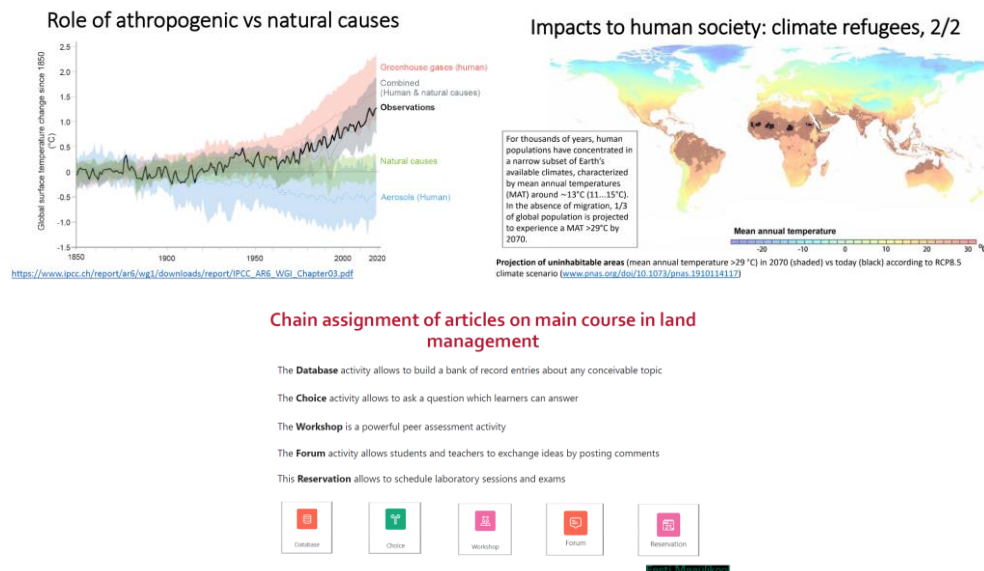 Role of athropogenic vs natural causes
Global surface temperature change since 1850
(°C)
2.5
2.0
1.5
1.0
0.5
0
-0.5
-1.0
-1.5
1850
1900
1950
2000
2020
Greenhouse gases (human)
Combined
(Human & natural causes)
Observations
Natural causes
Aerosols (Human)
https://www.ipcc.ch/report/ar6/wg1/downloads/report/IPCC_AR6_WGI_Chapter03.pdf
Impacts to human society: climate refugees, 2/2
For thousands of years, human
populations have concentrated in
a narrow subset of Earth's
available climates, characterized
by mean annual temperatures
(MAT) around ~13°C (11...15°C).
In the absence of migration, 1/3
of global population is projected
to experience a MAT >29°C by
2070.
Mean annual temperature
-20
-10
0
10
20
30
Projection of uninhabitable areas (mean annual temperature >29 °C) in 2070 (shaded) vs today (black) according to RCP8.5
climate scenario (www.pnas.org/doi/10.1073/pnas.1910114117)
Chain assignment of articles on main course in land
management
The Database activity allows to build a bank of record entries about any conceivable topic
The Choice activity allows to ask a question which learners can answer
The Workshop is a powerful peer assessment activity
The Forum activity allows students and teachers to exchange ideas by posting comments
This Reservation allows to schedule laboratory sessions and exams
Database
Choice
Workshop
Forum
Reservation